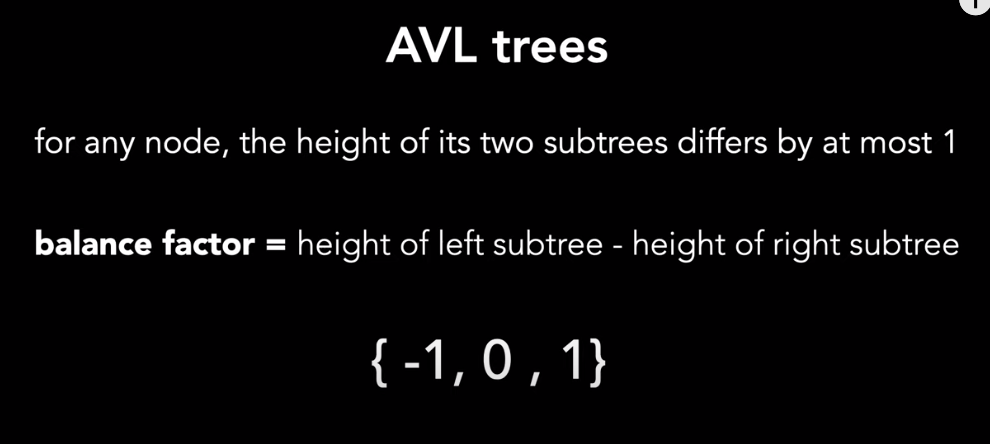 AVL trees
for any node, the height of its two subtrees differs by at most 1
balance factor = height of left subtree - height of right subtree
{ -1, 0 , 1}